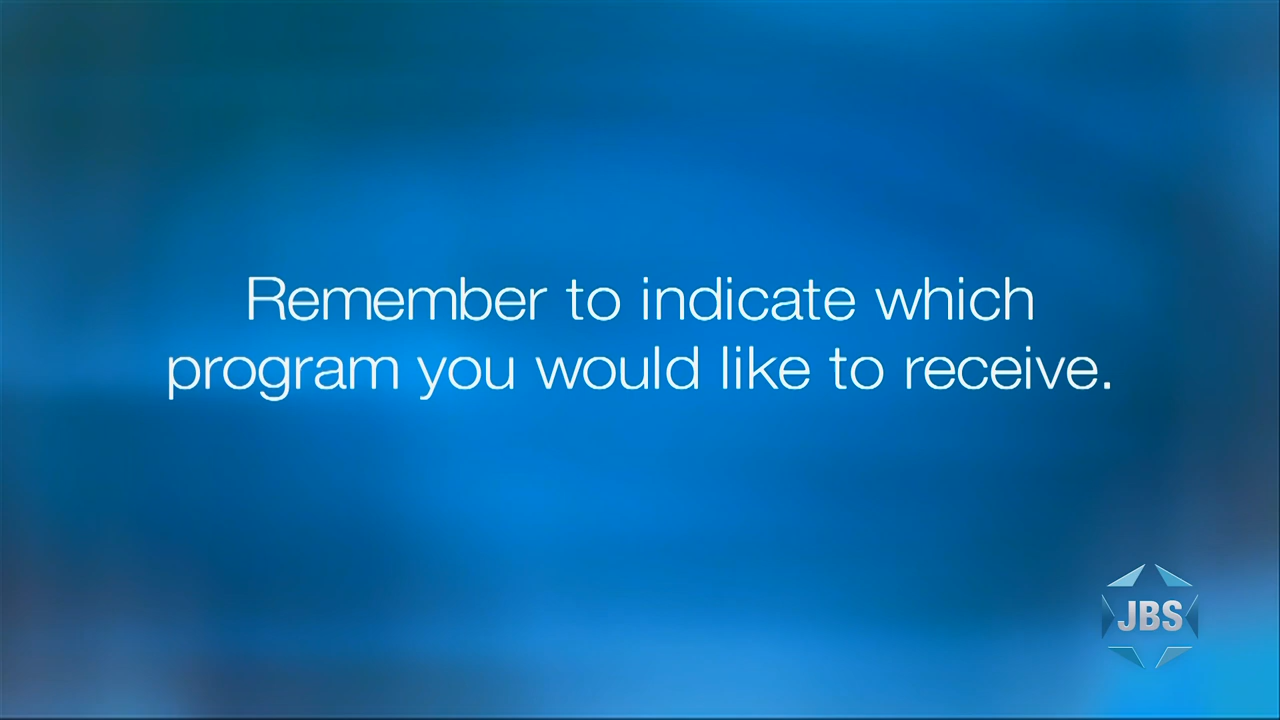 Remember to indicate which
program you would like to receive.
JBS